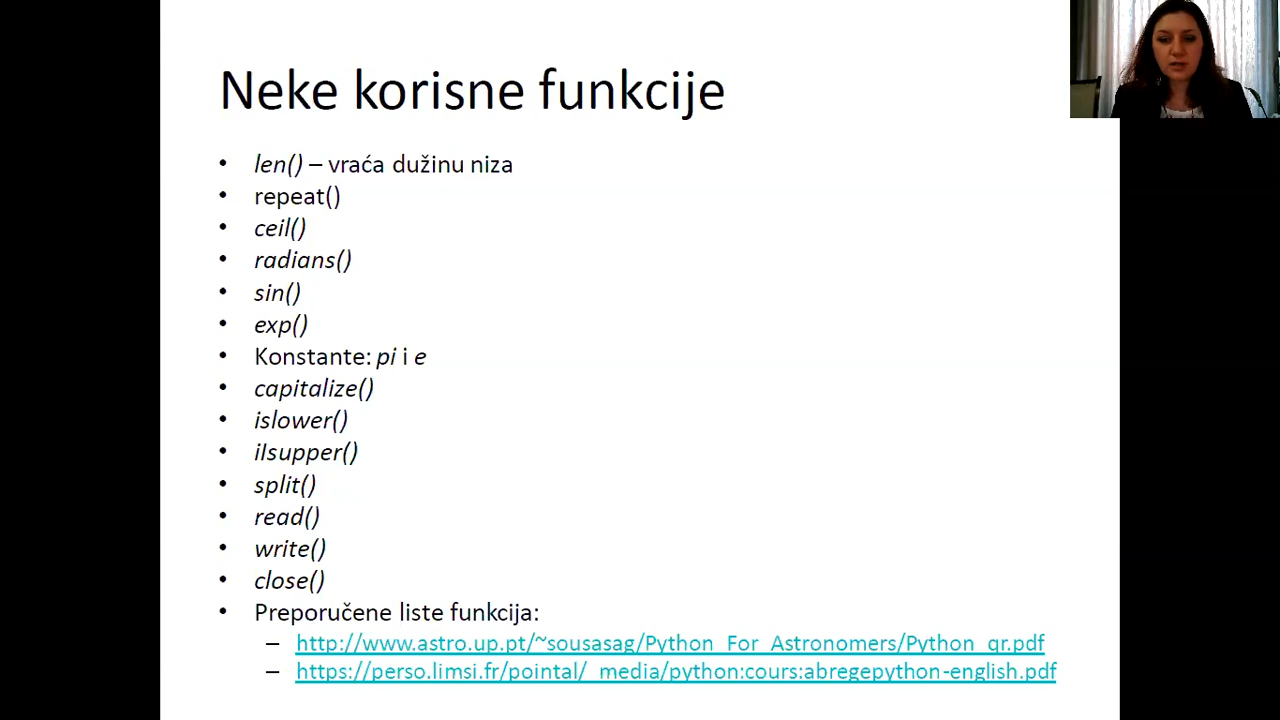 Neke korisne funkcije
• len() – vraća dužinu niza
• repeat()
• ceil()
• radians()
• sin()
• exp()
• Konstante: pi i e
• capitalize()
• islower()
• ilsupper()
• split()
• read()
• write()
• close()
• Preporučene liste funkcija:
– http://www.astro.up.pt/~sousasag/Python_For_Astronomers/Python_qr.pdf
– https://perso.limsi.fr/pointal/_media/python:cours:abregepython-english.pdf